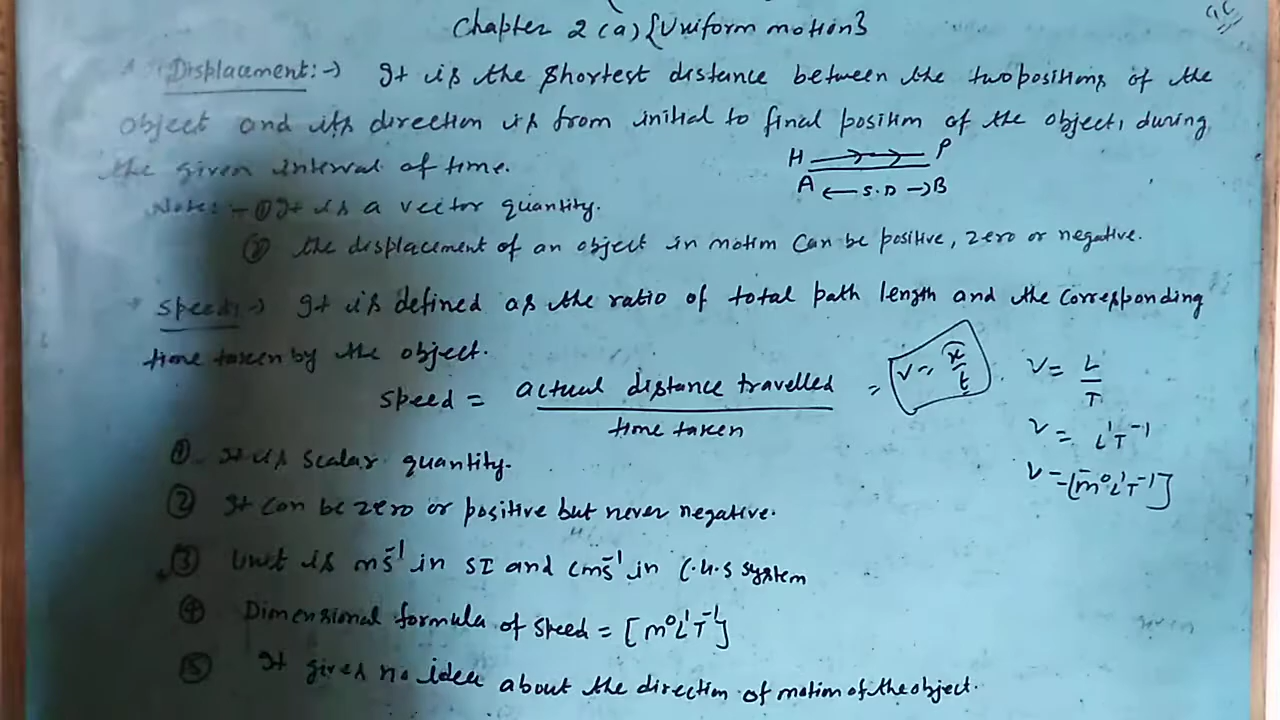 Chapter 2 (a) {Uniform motion}
Displacement:→ It is the shortest distance between the two positions of the
object and its direction is from initial to final position of the object, during
the given interval of time.
H P
A ← S.D → B
Note:- ① It is a vector quantity.
② the displacement of an object in motion can be positive, zero or negative.
Speed:→ It is defined as the ratio of total path length and the corresponding
time taken by the object.
speed = actual distance travelled / time taken = V = x/t
V = L/T
V = L¹T⁻¹
V = [M⁰L¹T⁻¹]
① It is scalar quantity.
② It can be zero or positive but never negative.
③ Unit is ms⁻¹ in SI and cms⁻¹ in C.G.S system
④ Dimensional formula of speed = [M⁰L¹T⁻¹]
⑤ It gives no idea about the direction of motion of the object.